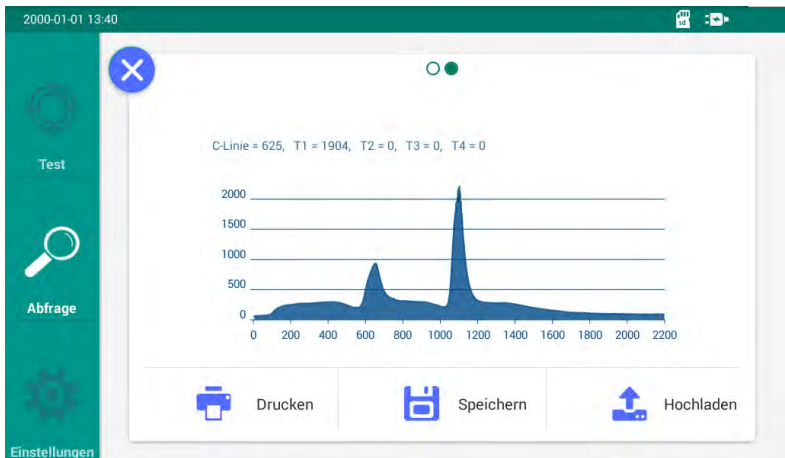 2000-01-01 13:40
sd
Test
Abfrage
Einstellungen
C-Linie = 625, T1 = 1904, T2 = 0, T3 = 0, T4 = 0
2000
1500
1000
500
0
0 200 400 600 800 1000 1200 1400 1600 1800 2000 2200
Drucken Speichern Hochladen